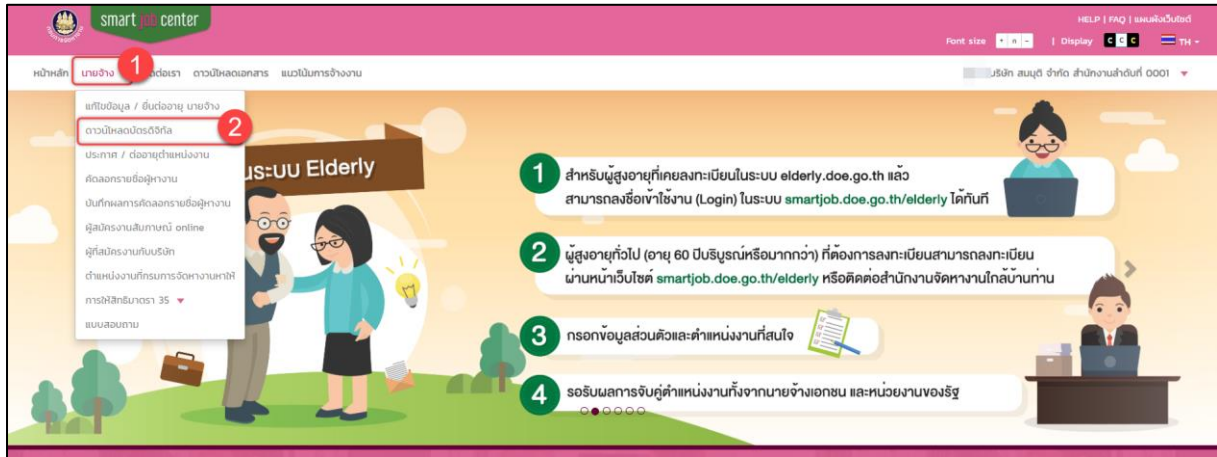 smart job center
HELP | FAQ | แผนผังเว็บไซต์
Font size + ก - | Display C C C TH
หน้าหลัก นายจ้าง 1 ต่อเรา ดาวน์โหลดเอกสาร แนวโน้มการจ้างงาน
บริษัท สมมุติ จำกัด สำนักงานลำดับที่ 0001
แก้ไขข้อมูล / ยื่นต่ออายุ นายจ้าง
ดาวน์โหลดบัตรดิจิทัล 2
ประกาศ / ต่ออายุตำแหน่งงาน
คัดลอกรายชื่อผู้หางาน
บันทึกผลการคัดลอกรายชื่อผู้หางาน
ผู้สมัครงานสัมภาษณ์ online
ผู้ที่สมัครงานกับบริษัท
ตำแหน่งงานที่กรมการจัดหางานหาให้
การให้สิทธิมาตรา 35
แบบสอบถาม
นระบบ Elderly
1 สำหรับผู้สูงอายุที่เคยลงทะเบียนในระบบ elderly.doe.go.th แล้ว
สามารถลงชื่อเข้าใช้งาน (Login) ในระบบ smartjob.doe.go.th/elderly ได้ทันที
2 ผู้สูงอายุทั่วไป (อายุ 60 ปีบริบูรณ์หรือมากกว่า) ที่ต้องการลงทะเบียนสามารถลงทะเบียน
ผ่านหน้าเว็บไซต์ smartjob.doe.go.th/elderly หรือติดต่อสำนักงานจัดหางานใกล้บ้านท่าน
3 กรอกข้อมูลส่วนตัวและตำแหน่งงานที่สนใจ
4 รอรับผลการจับคู่ตำแหน่งงานทั้งจากนายจ้างเอกชน และหน่วยงานของรัฐ